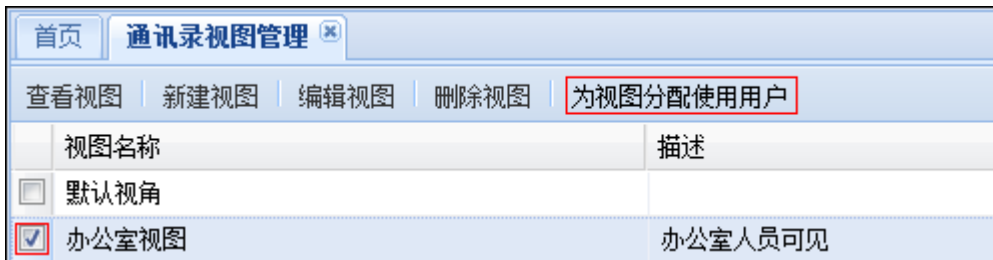 首页 通讯录视图管理
查看视图 新建视图 编辑视图 删除视图 为视图分配使用用户
视图名称 描述
默认视角
办公室视图 办公室人员可见